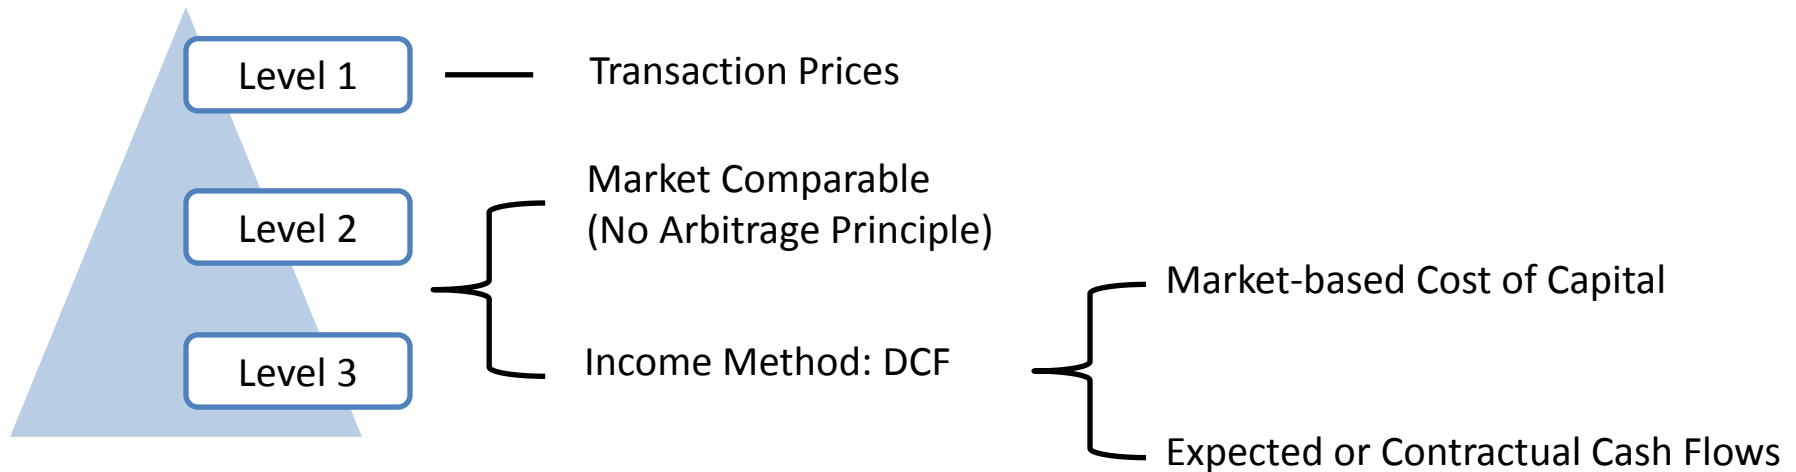 Level 1
Transaction Prices
Level 2
Market Comparable
(No Arbitrage Principle)
Market-based Cost of Capital
Level 3
Income Method: DCF
Expected or Contractual Cash Flows